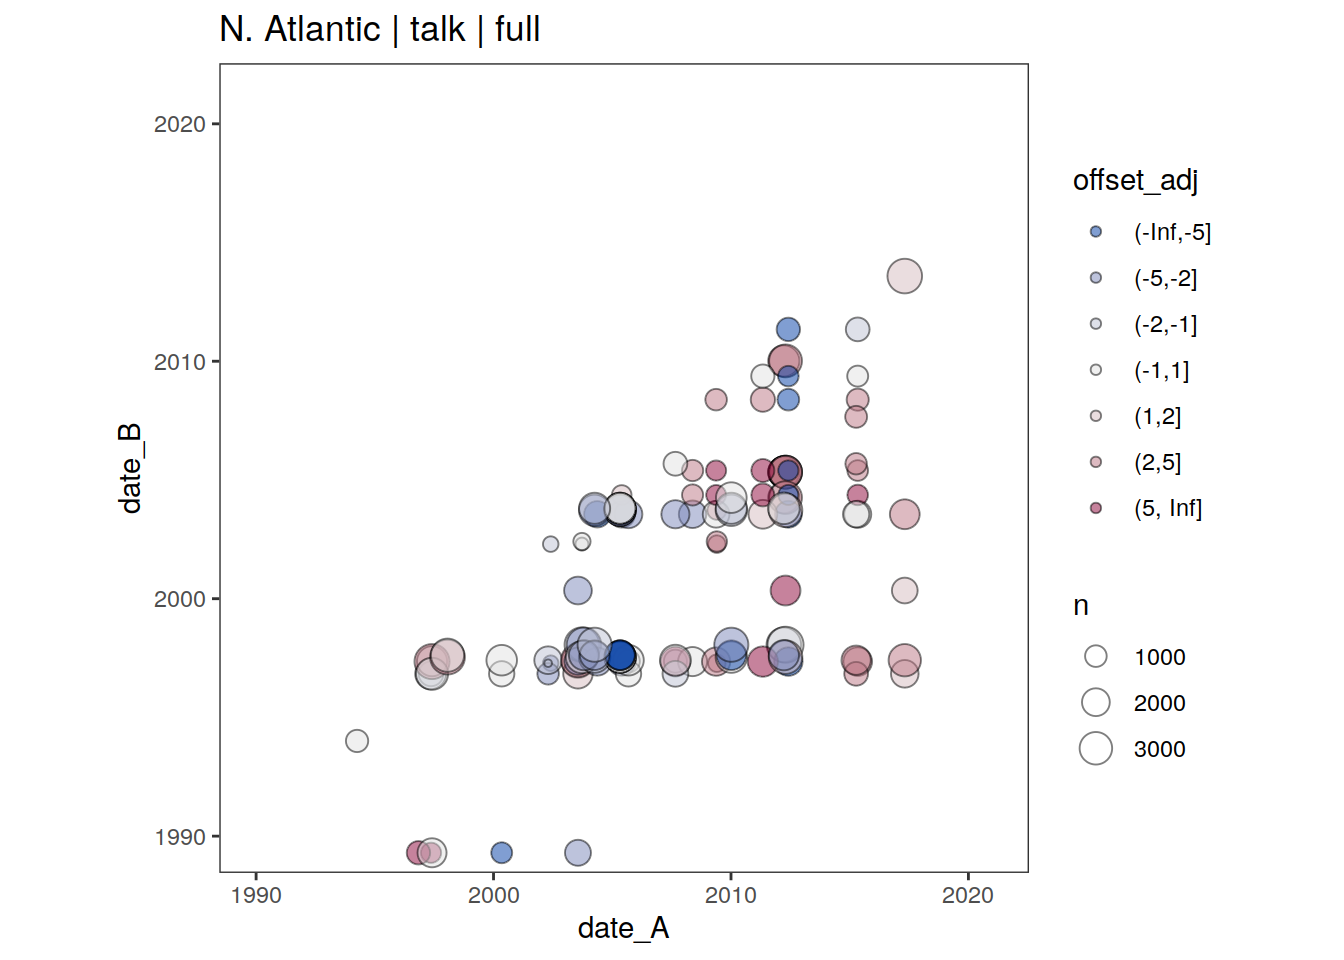 N. Atlantic | talk | full
2020
2010
2000
1990
date_B
1990
2000
2010
2020
date_A
offset_adj
(-Inf,-5]
(-5,-2]
(-2,-1]
(-1,1]
(1,2]
(2,5]
(5, Inf]
n
1000
2000
3000